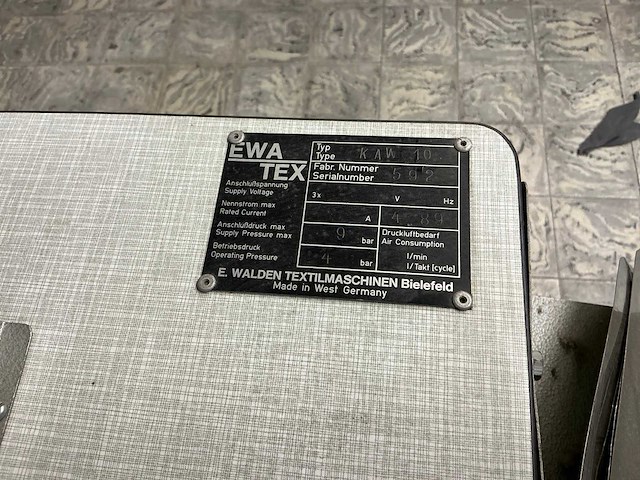 EWA
TEX
Typ
Type KAW 10
Fabr. Nummer
Serialnumber 592
Anschlußspannung
Supply Voltage 3x V Hz
Nennstrom max
Rated Current A 4.89
Anschlußdruck max
Supply Pressure max 9 bar
Druckluftbedarf
Air Consumption
Betriebsdruck
Operating Pressure 4 bar
l/min
l/Takt [cycle]
E. WALDEN TEXTILMASCHINEN Bielefeld
Made in West Germany